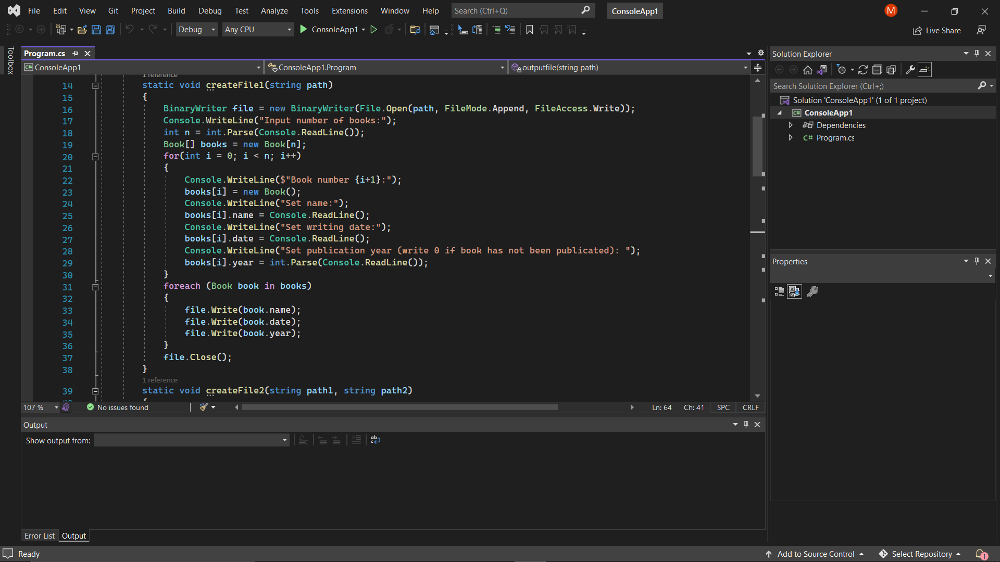 File Edit View Git Project Build Debug Test Analyze Tools Extensions Window Help Search (Ctrl+Q) ConsoleApp1 M
Debug Any CPU ConsoleApp1 Live Share
Toolbox
Program.cs
ConsoleApp1 ConsoleApp1.Program outputfile(string path)
1 reference
14 static void createFile1(string path)
15 {
16 BinaryWriter file = new BinaryWriter(File.Open(path, FileMode.Append, FileAccess.Write));
17 Console.WriteLine("Input number of books:");
18 int n = int.Parse(Console.ReadLine());
19 Book[] books = new Book[n];
20 for(int i = 0; i < n; i++)
21 {
22 Console.WriteLine($"Book number {i+1}:");
23 books[i] = new Book();
24 Console.WriteLine("Set name:");
25 books[i].name = Console.ReadLine();
26 Console.WriteLine("Set writing date:");
27 books[i].date = Console.ReadLine();
28 Console.WriteLine("Set publication year (write 0 if book has not been publicated): ");
29 books[i].year = int.Parse(Console.ReadLine());
30 }
31 foreach (Book book in books)
32 {
33 file.Write(book.name);
34 file.Write(book.date);
35 file.Write(book.year);
36 }
37 file.Close();
38 }
1 reference
39 static void createFile2(string path1, string path2)
107 % No issues found Ln: 64 Ch: 41 SPC CRLF
Output
Show output from:
Error List Output
Solution Explorer
Search Solution Explorer (Ctrl+;)
Solution 'ConsoleApp1' (1 of 1 project)
C# ConsoleApp1
Dependencies
C# Program.cs
Properties
Ready Add to Source Control Select Repository 1